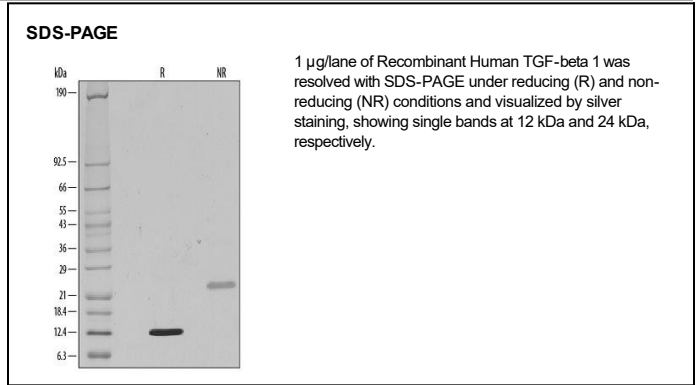 SDS-PAGE
1 µg/lane of Recombinant Human TGF-beta 1 was
resolved with SDS-PAGE under reducing (R) and non-
reducing (NR) conditions and visualized by silver
staining, showing single bands at 12 kDa and 24 kDa,
respectively.
kDa R NR
190
92.5
66
55
43
36
29
21
18.4
12.4
6.3